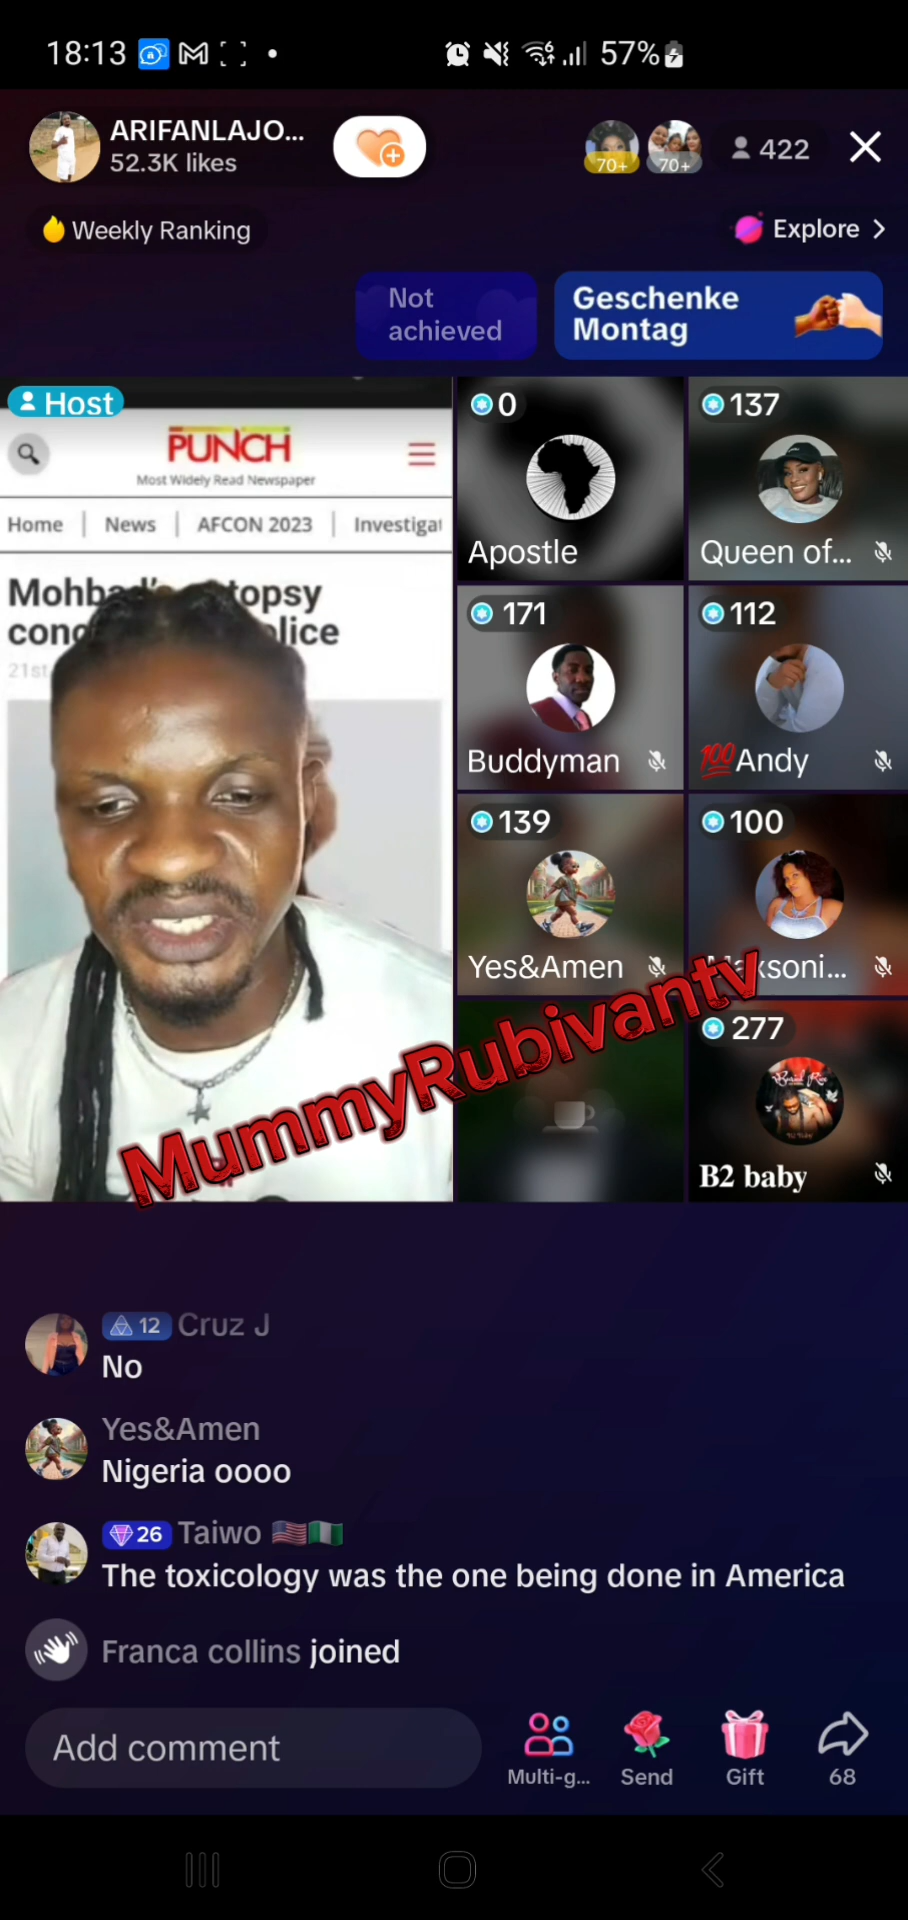 18:13
57%
ARIFANLAJO...
52.3K likes
70+
70+
422
Weekly Ranking
Explore >
Not
achieved
Geschenke
Montag
Host
PUNCH
Most Widely Read Newspaper
Home | News | AFCON 2023 | Investigat
21st
0
Apostle
137
Queen of...
171
Buddyman
112
100 Andy
139
Yes&Amen
100
277
B2 baby
MummyRubivantv
12 Cruz J
No
Yes&Amen
Nigeria oooo
26 Taiwo
The toxicology was the one being done in America
Franca collins joined
Add comment
Multi-g...
Send
Gift
68